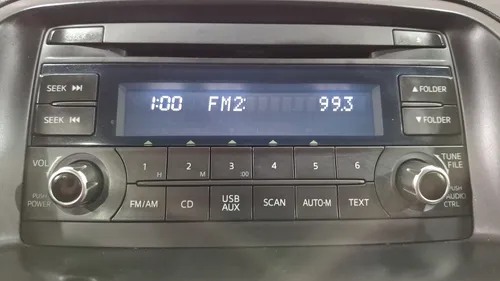 SEEK
1:00 FM2: 99.3
FOLDER
SEEK
FOLDER
VOL 1 2 3 4 5 6 TUNE
H M :00 FILE
PUSH POWER FM/AM CD USB AUX SCAN AUTO-M TEXT PUSH AUDIO CTRL